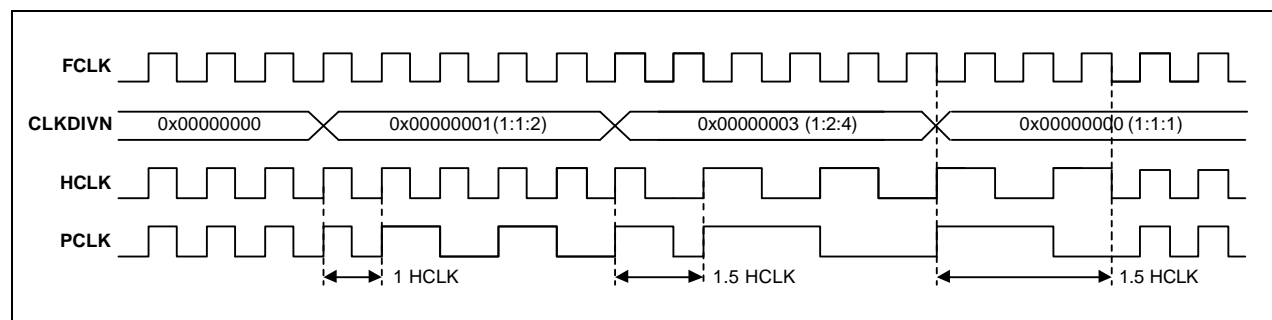 FCLK
CLKDIVN 0x00000000 0x00000001(1:1:2) 0x00000003 (1:2:4) 0x00000000 (1:1:1)
HCLK
PCLK
1 HCLK 1.5 HCLK 1.5 HCLK